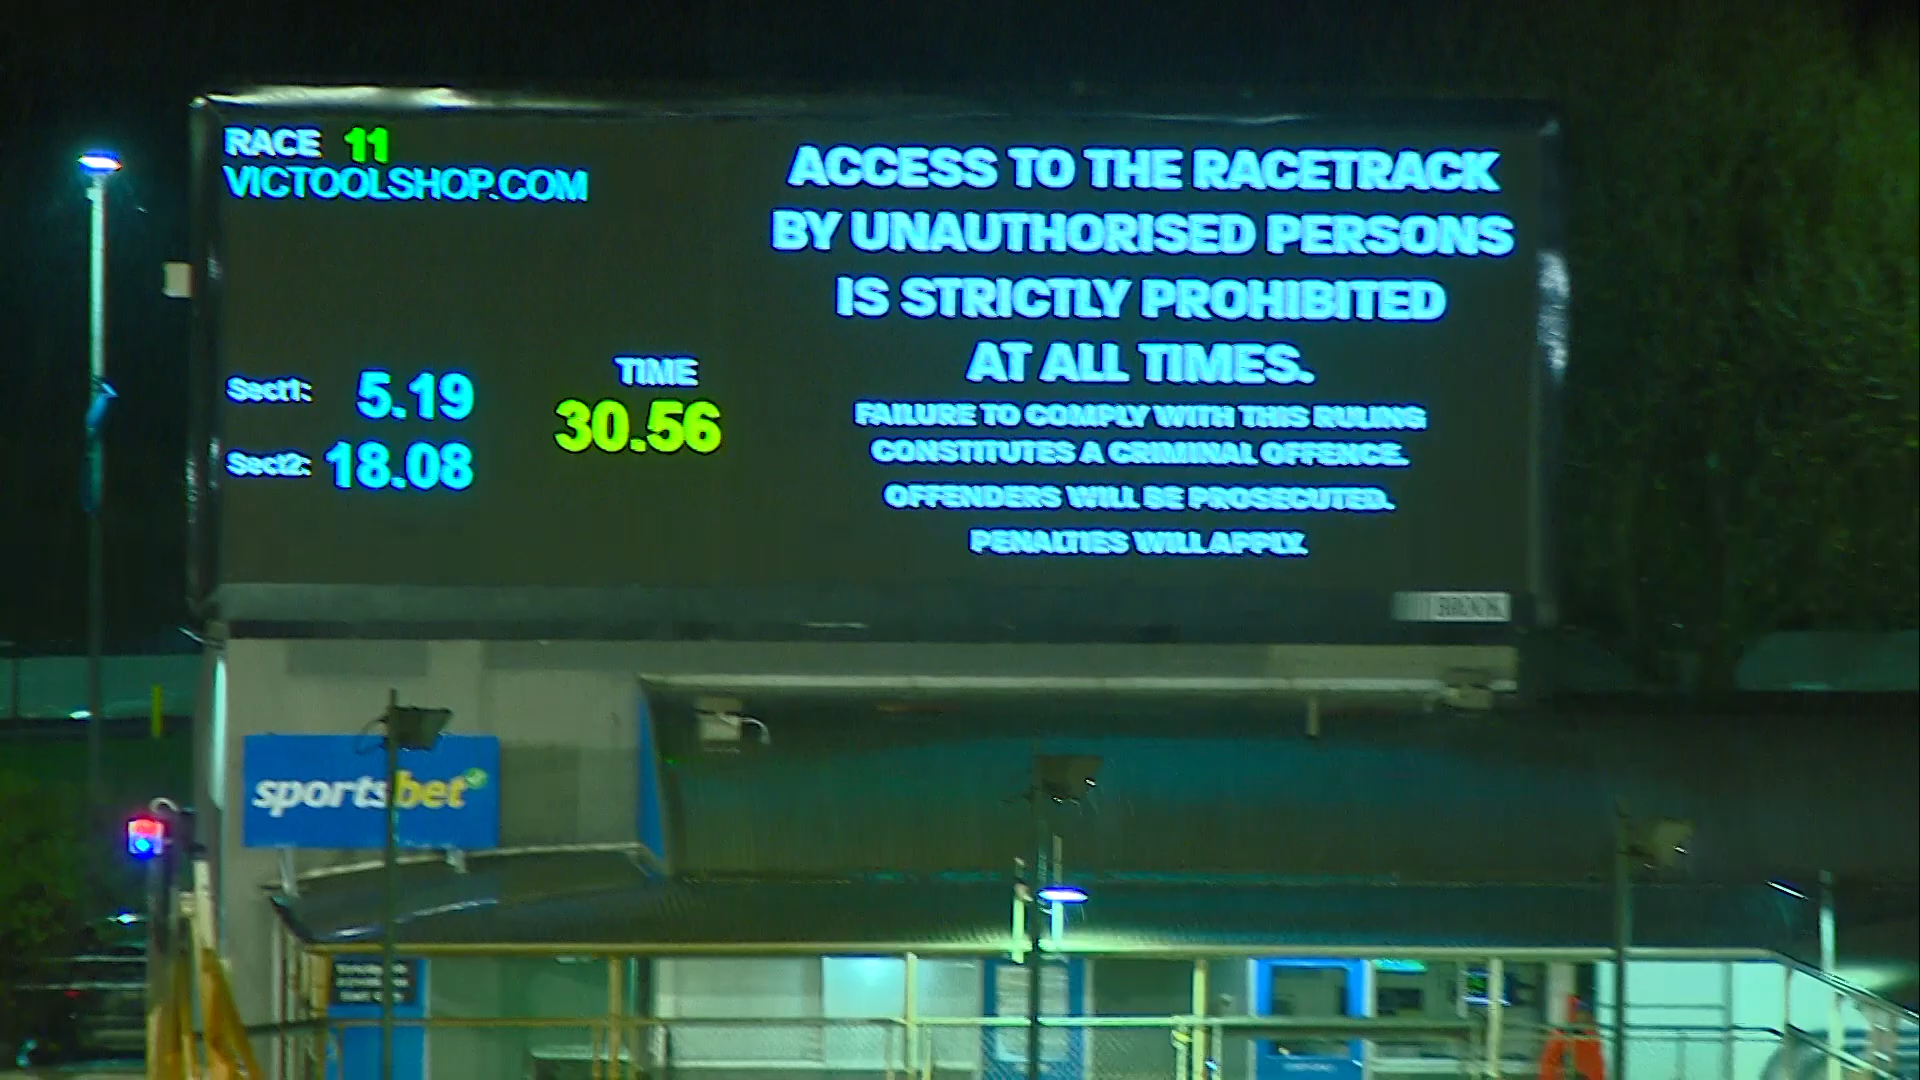 RACE 11
VICTOOLSHOP.COM
Sect1: 5.19
Sect2: 18.08
TIME
30.56
ACCESS TO THE RACETRACK
BY UNAUTHORISED PERSONS
IS STRICTLY PROHIBITED
AT ALL TIMES.
FAILURE TO COMPLY WITH THIS RULING
CONSTITUTES A CRIMINAL OFFENCE.
OFFENDERS WILL BE PROSECUTED.
PENALTIES WILL APPLY.
sportsbet